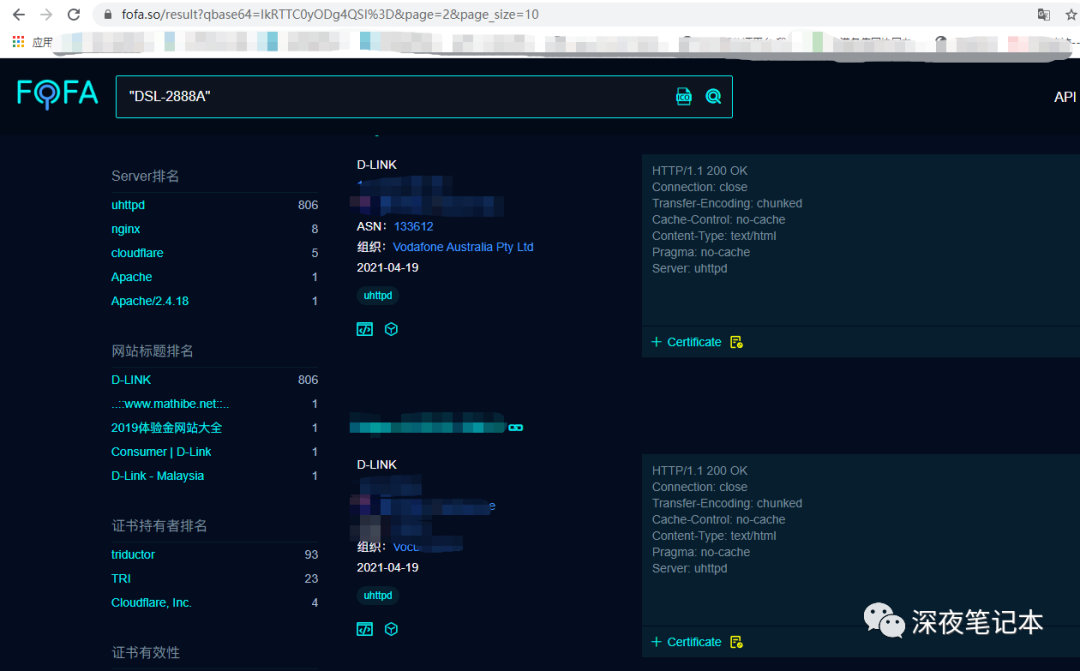 fofa.so/result?qbase64=IkRTTC0yODg4QSI%3D&page=2&page_size=10
应用
FOFA
"DSL-2888A"
API
Server排名
uhttpd 806
nginx 8
cloudflare 5
Apache 1
Apache/2.4.18 1
网站标题排名
D-LINK 806
..::www.mathibe.net::.. 1
2019体验金网站大全 1
Consumer | D-Link 1
D-Link - Malaysia 1
证书持有者排名
triductor 93
TRI 23
Cloudflare, Inc. 4
证书有效性
D-LINK
ASN: 133612
组织: Vodafone Australia Pty Ltd
2021-04-19
uhttpd
HTTP/1.1 200 OK
Connection: close
Transfer-Encoding: chunked
Cache-Control: no-cache
Content-Type: text/html
Pragma: no-cache
Server: uhttpd
+ Certificate
D-LINK
组织:
2021-04-19
uhttpd
HTTP/1.1 200 OK
Connection: close
Transfer-Encoding: chunked
Cache-Control: no-cache
Content-Type: text/html
Pragma: no-cache
Server: uhttpd
+ Certificate
深夜笔记本